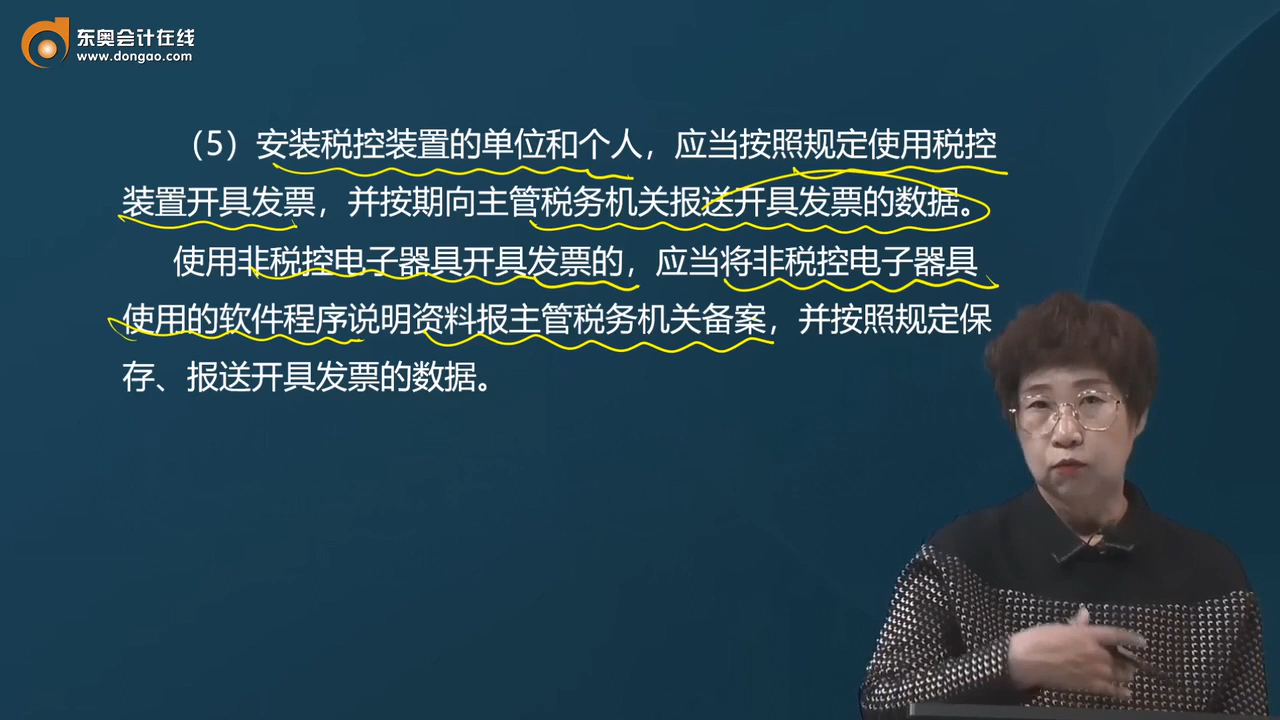 东奥会计在线
www.dongao.com
（5）安装税控装置的单位和个人，应当按照规定使用税控
装置开具发票，并按期向主管税务机关报送开具发票的数据。
使用非税控电子器具开具发票的，应当将非税控电子器具
使用的软件程序说明资料报主管税务机关备案，并按照规定保
存、报送开具发票的数据。